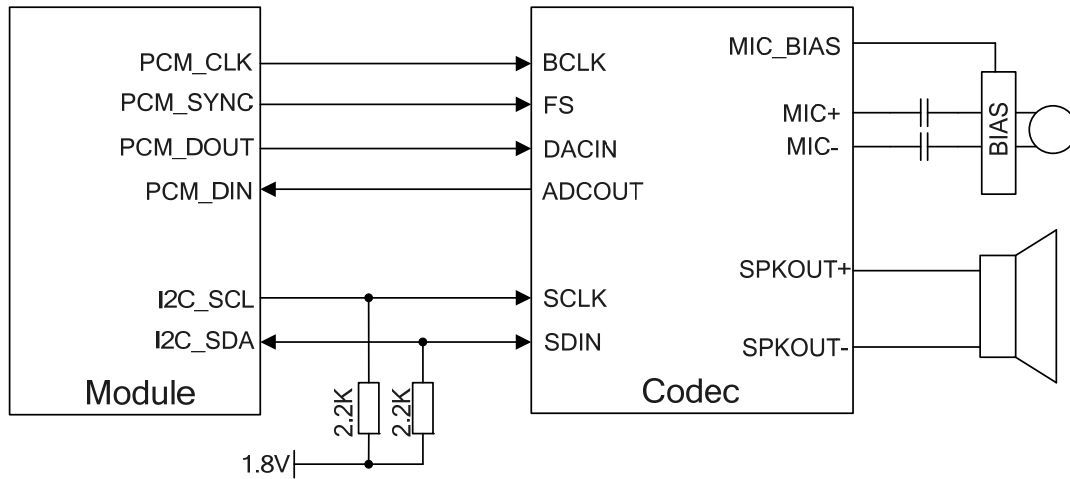 PCM_CLK
PCM_SYNC
PCM_DOUT
PCM_DIN
I2C_SCL
I2C_SDA
Module
2.2K
2.2K
1.8V
BCLK
FS
DACIN
ADCOUT
SCLK
SDIN
Codec
MIC_BIAS
MIC+
MIC-
SPKOUT+
SPKOUT-
BIAS